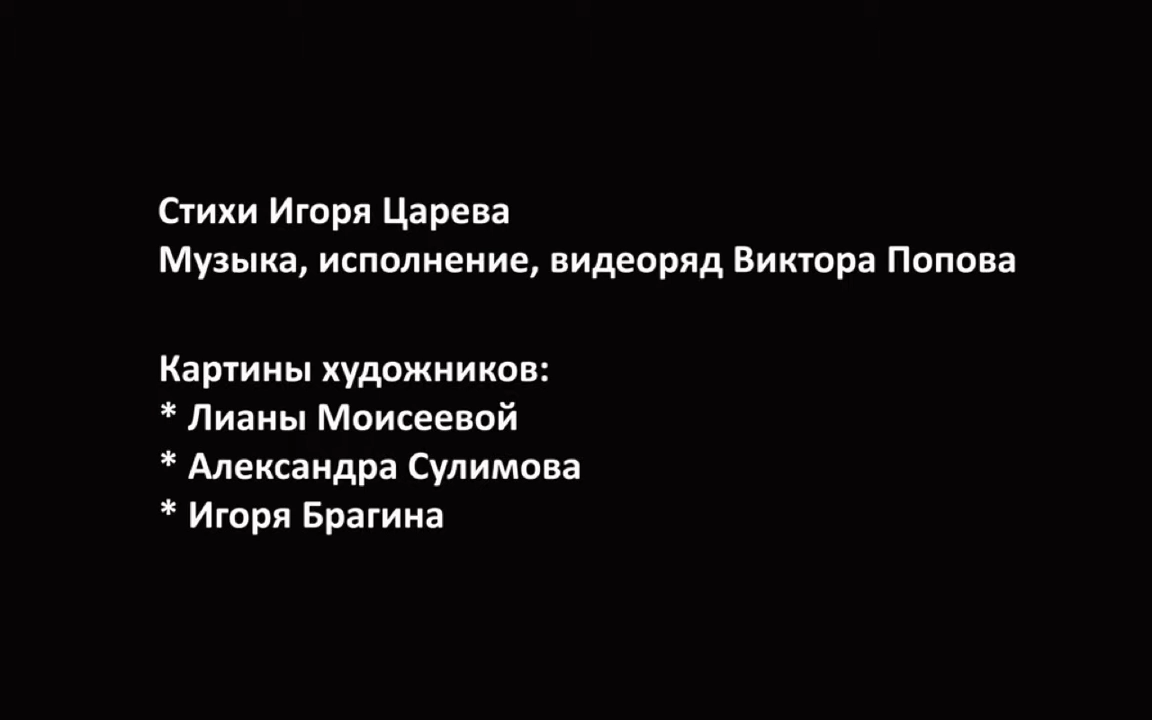 Стихи Игоря Царева
Музыка, исполнение, видеоряд Виктора Попова
Картины художников:
* Лианы Моисеевой
* Александра Сулимова
* Игоря Брагина